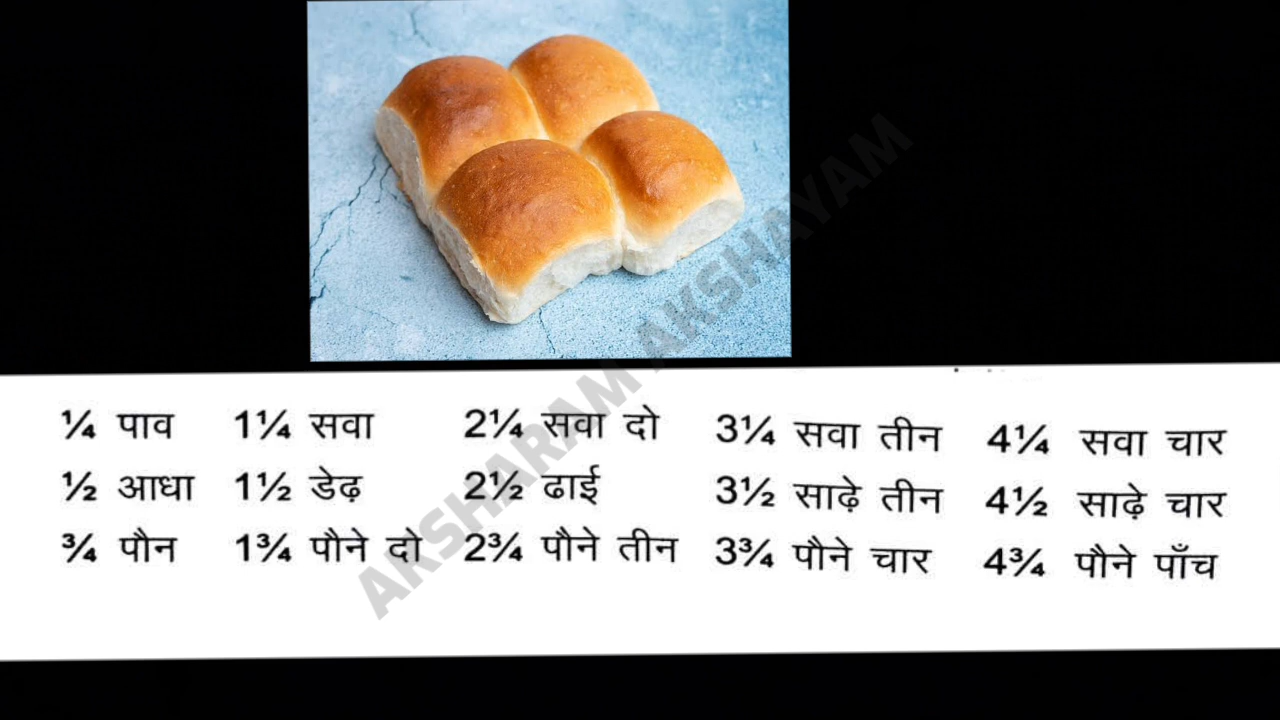 ¼ पाव 1¼ सवा 2¼ सवा दो 3¼ सवा तीन 4¼ सवा चार
½ आधा 1½ डेढ़ 2½ ढाई 3½ साढ़े तीन 4½ साढ़े चार
¾ पौन 1¾ पौने दो 2¾ पौने तीन 3¾ पौने चार 4¾ पौने पाँच
AKSHARAM AKSHAYAM